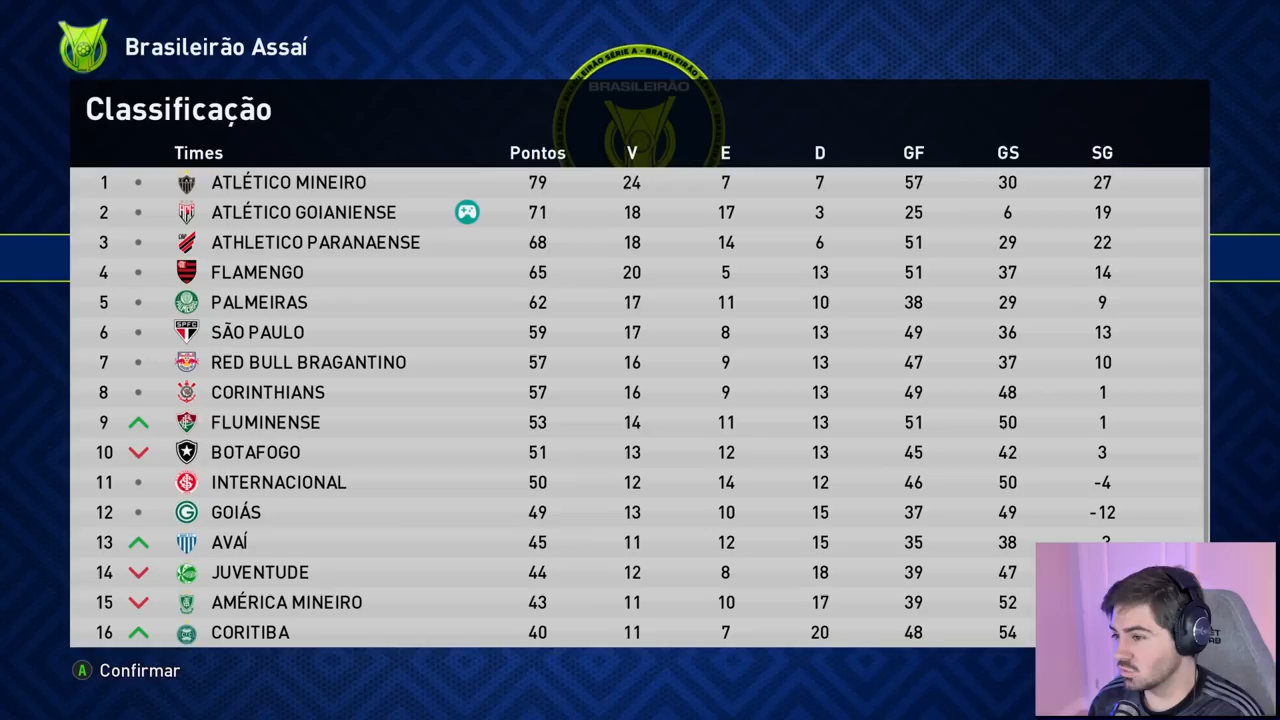 Brasileirão Assaí
BRASILEIRÃO SÉRIE A - BRASILEIRÃO
BRASILEIRÃO
Classificação
Times Pontos V E D GF GS SG
1 ATLÉTICO MINEIRO 79 24 7 7 57 30 27
2 ATLÉTICO GOIANIENSE 71 18 17 3 25 6 19
3 ATHLETICO PARANAENSE 68 18 14 6 51 29 22
4 FLAMENGO 65 20 5 13 51 37 14
5 PALMEIRAS 62 17 11 10 38 29 9
6 SPFC SÃO PAULO 59 17 8 13 49 36 13
7 RED BULL BRAGANTINO 57 16 9 13 47 37 10
8 CORINTHIANS 57 16 9 13 49 48 1
9 FLUMINENSE 53 14 11 13 51 50 1
10 BOTAFOGO 51 13 12 13 45 42 3
11 INTERNACIONAL 50 12 14 12 46 50 -4
12 GOIÁS 49 13 10 15 37 49 -12
13 AVAÍ 45 11 12 15 35 38
14 JUVENTUDE 44 12 8 18 39 47
15 AMÉRICA MINEIRO 43 11 10 17 39 52
16 CORITIBA 40 11 7 20 48 54
A Confirmar